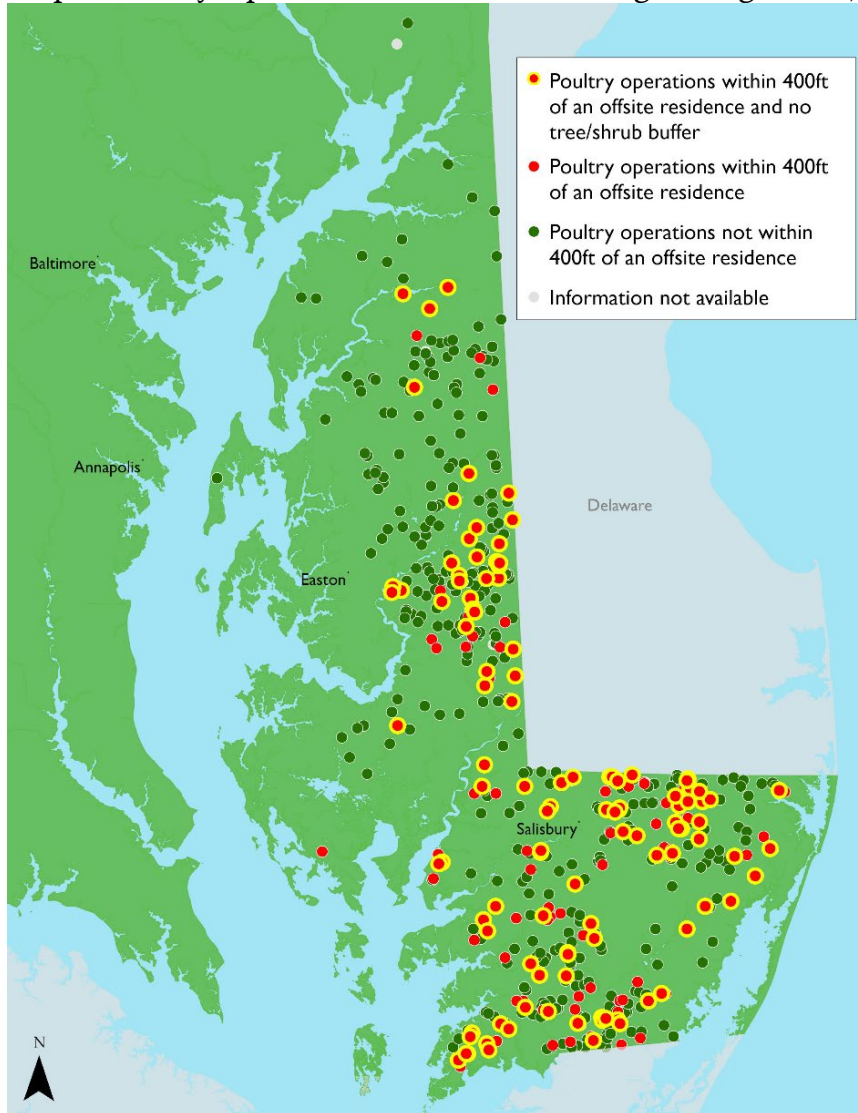 Poultry operations within 400ft
of an offsite residence and no
tree/shrub buffer
Poultry operations within 400ft
of an offsite residence
Poultry operations not within
400ft of an offsite residence
Information not available
Baltimore
Annapolis
Delaware
Easton
Salisbury
N